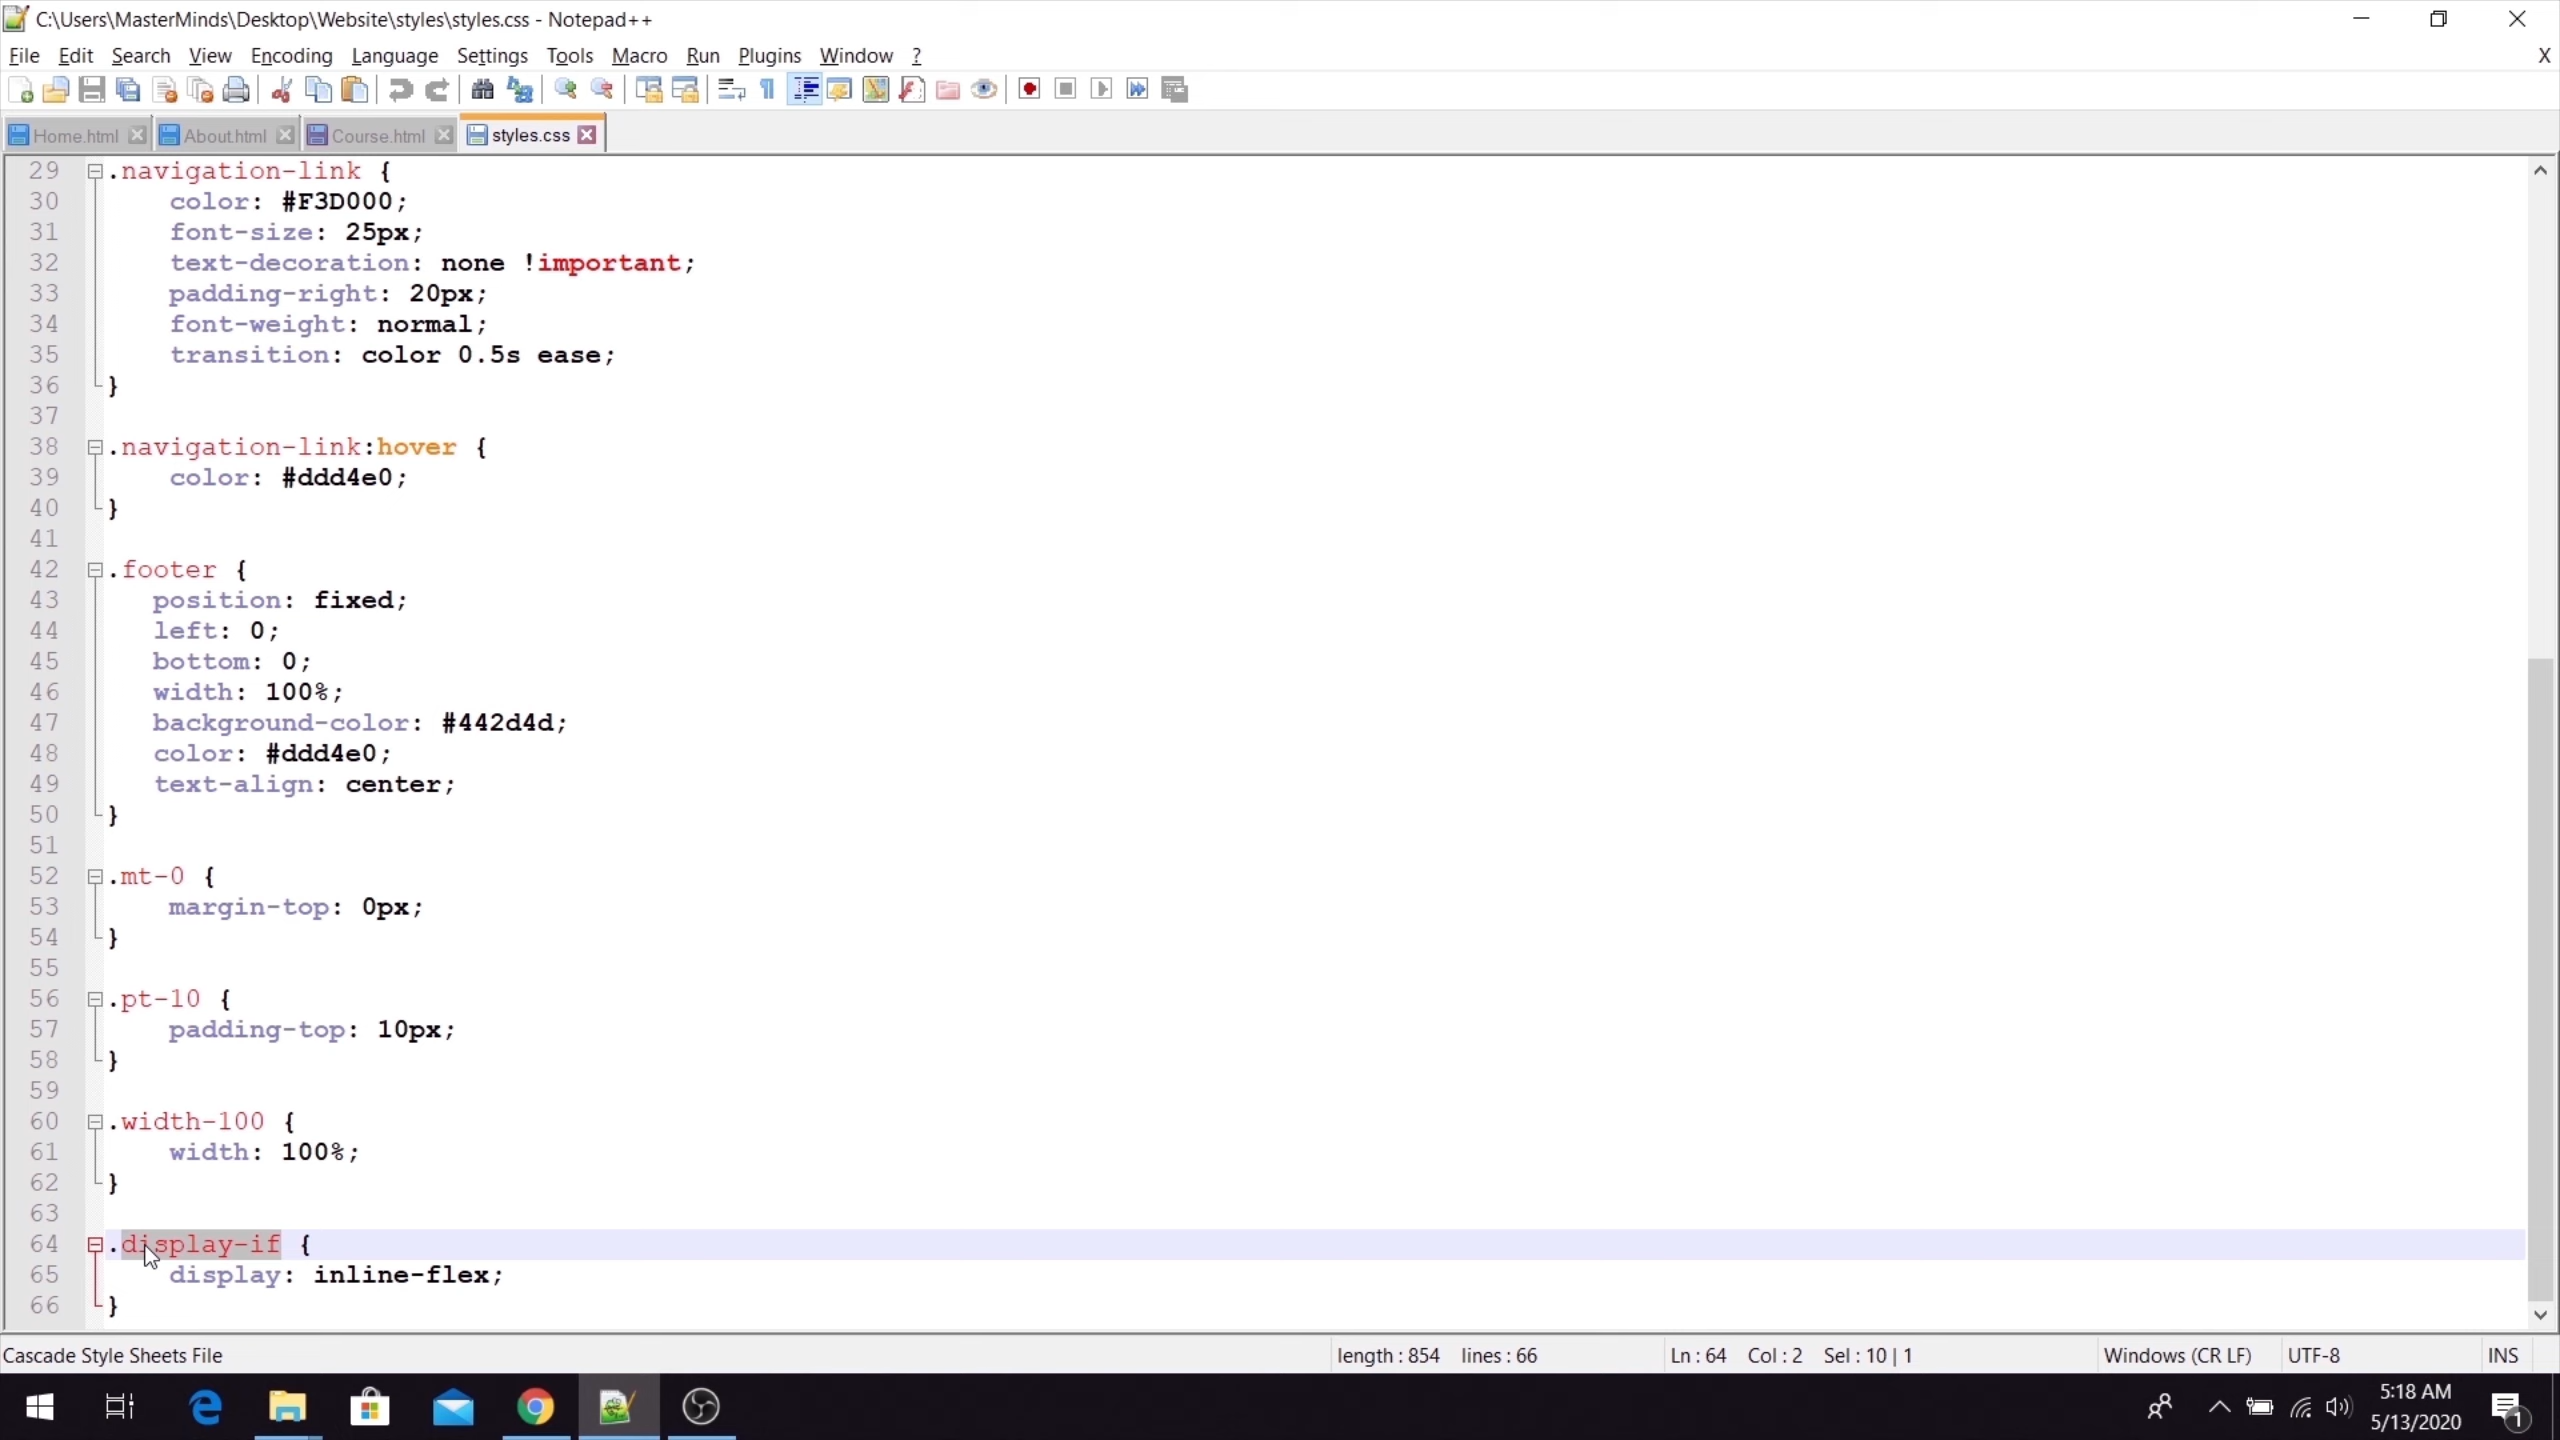 C:\Users\MasterMinds\Desktop\Website\styles\styles.css - Notepad++
File Edit Search View Encoding Language Settings Tools Macro Run Plugins Window ? X
Home.html About.html Course.html styles.css
29 .navigation-link {
30 color: #F3D000;
31 font-size: 25px;
32 text-decoration: none !important;
33 padding-right: 20px;
34 font-weight: normal;
35 transition: color 0.5s ease;
36 }
37
38 .navigation-link:hover {
39 color: #ddd4e0;
40 }
41
42 .footer {
43 position: fixed;
44 left: 0;
45 bottom: 0;
46 width: 100%;
47 background-color: #442d4d;
48 color: #ddd4e0;
49 text-align: center;
50 }
51
52 .mt-0 {
53 margin-top: 0px;
54 }
55
56 .pt-10 {
57 padding-top: 10px;
58 }
59
60 .width-100 {
61 width: 100%;
62 }
63
64 .display-if {
65 display: inline-flex;
66 }
Cascade Style Sheets File length : 854 lines : 66 Ln : 64 Col : 2 Sel : 10 | 1 Windows (CR LF) UTF-8 INS
5:18 AM
5/13/2020
1